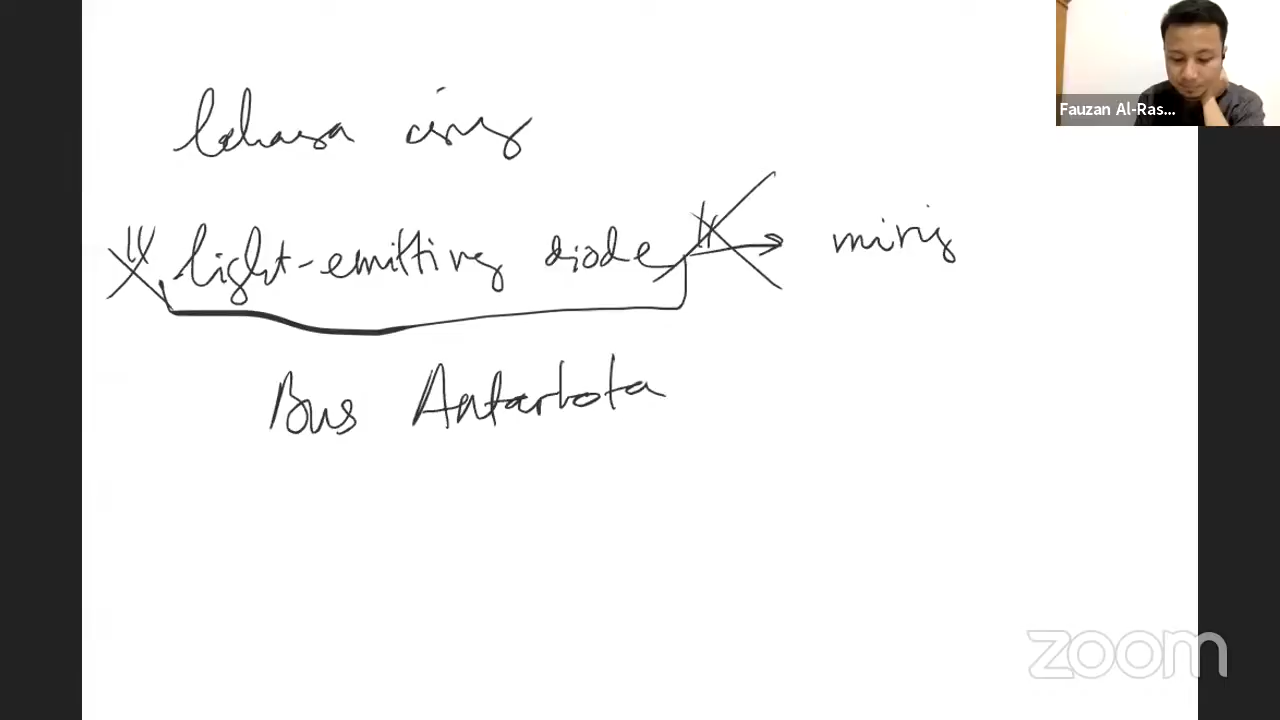 Fauzan Al-Ras...
bahasa asing
"light-emitting diode" → miring
Bus Antarkota
zoom